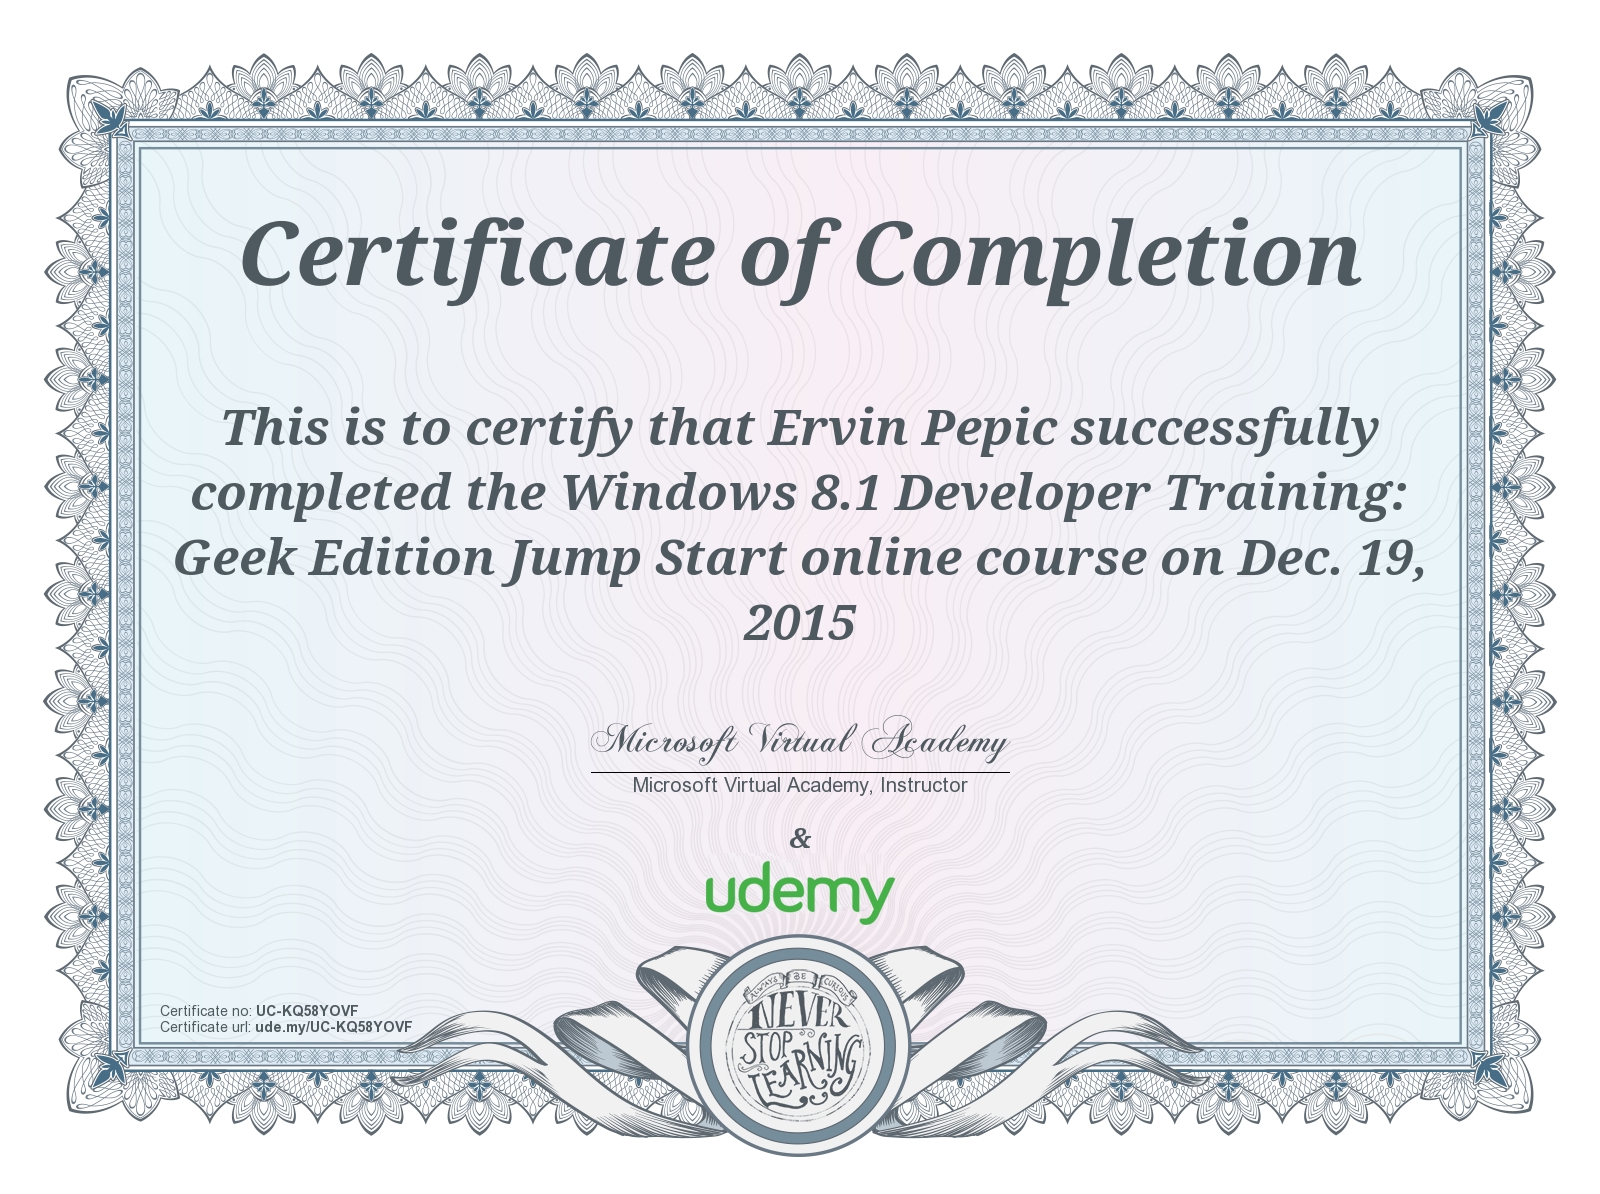 Certificate of Completion
This is to certify that Ervin Pepic successfully
completed the Windows 8.1 Developer Training:
Geek Edition Jump Start online course on Dec. 19,
2015
Microsoft Virtual Academy
Microsoft Virtual Academy, Instructor
&
udemy
Certificate no: UC-KQ58YOVF
Certificate url: ude.my/UC-KQ58YOVF
ALWAYS BE CURIOUS
NEVER
STOP
LEARNING